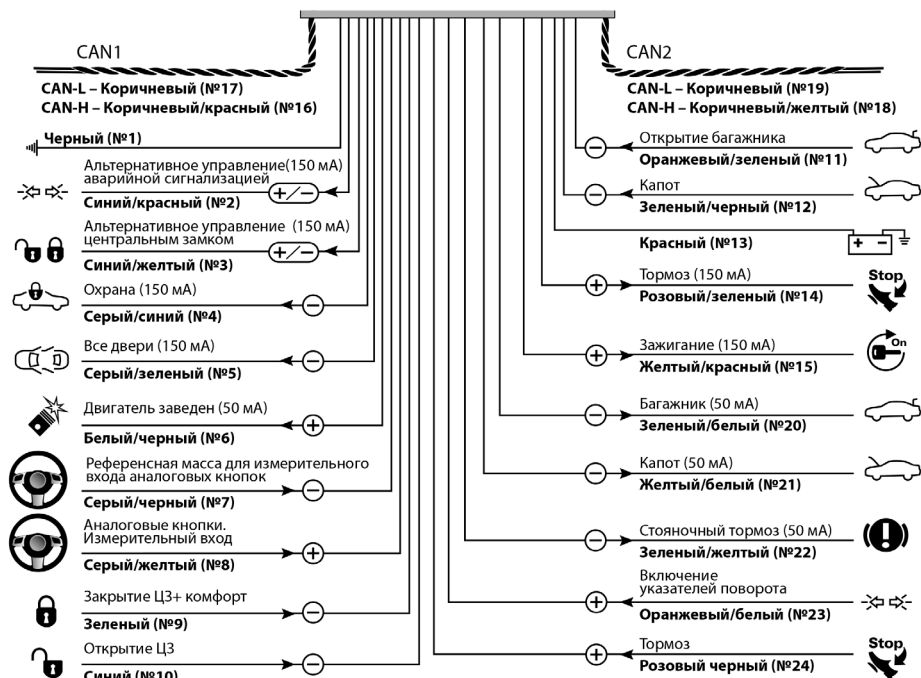 CAN1
CAN-L – Коричневый (№17)
CAN-H – Коричневый/красный (№16)
Черный (№1)
Альтернативное управление(150 мА)
аварийной сигнализацией
+/−
Синий/красный (№2)
Альтернативное управление (150 мА)
центральным замком
+/−
Синий/желтый (№3)
Охрана (150 мА)
Серый/синий (№4)
Все двери (150 мА)
Серый/зеленый (№5)
Двигатель заведен (50 мА)
Белый/черный (№6)
Референсная масса для измерительного
входа аналоговых кнопок
Серый/черный (№7)
Аналоговые кнопки.
Измерительный вход
Серый/желтый (№8)
Закрытие ЦЗ+ комфорт
Зеленый (№9)
Открытие ЦЗ
Синий (№10)
CAN2
CAN-L – Коричневый (№19)
CAN-H – Коричневый/желтый (№18)
Открытие багажника
Оранжевый/зеленый (№11)
Капот
Зеленый/черный (№12)
Красный (№13)
+ −
Тормоз (150 мА)
Розовый/зеленый (№14)
Stop
Зажигание (150 мА)
Желтый/красный (№15)
On
Багажник (50 мА)
Зеленый/белый (№20)
Капот (50 мА)
Желтый/белый (№21)
Стояночный тормоз (50 мА)
Зеленый/желтый (№22)
Включение
указателей поворота
Оранжевый/белый (№23)
Тормоз
Розовый черный (№24)
Stop